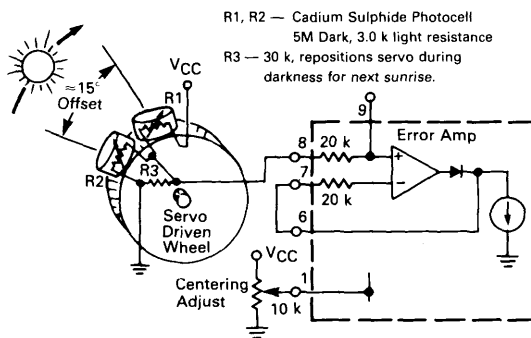 R1, R2 — Cadium Sulphide Photocell
5M Dark, 3.0 k light resistance
R3 — 30 k, repositions servo during
darkness for next sunrise.
≈15°
Offset
VCC
R1
R2
R3
Servo
Driven
Wheel
9
8
20 k
Error Amp
+
7
−
20 k
6
VCC
Centering
Adjust
1
10 k